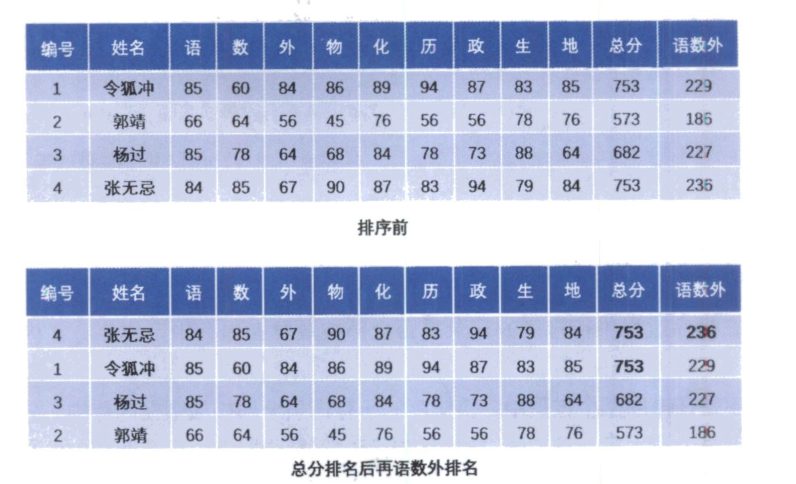 编号 姓名 语 数 外 物 化 历 政 生 地 总分 语数外
1 令狐冲 85 60 84 86 89 94 87 83 85 753 229
2 郭靖 66 64 56 45 76 56 56 78 76 573 186
3 杨过 85 78 64 68 84 78 73 88 64 682 227
4 张无忌 84 85 67 90 87 83 94 79 84 753 236
排序前
编号 姓名 语 数 外 物 化 历 政 生 地 总分 语数外
4 张无忌 84 85 67 90 87 83 94 79 84 753 236
1 令狐冲 85 60 84 86 89 94 87 83 85 753 229
3 杨过 85 78 64 68 84 78 73 88 64 682 227
2 郭靖 66 64 56 45 76 56 56 78 76 573 186
总分排名后再语数外排名